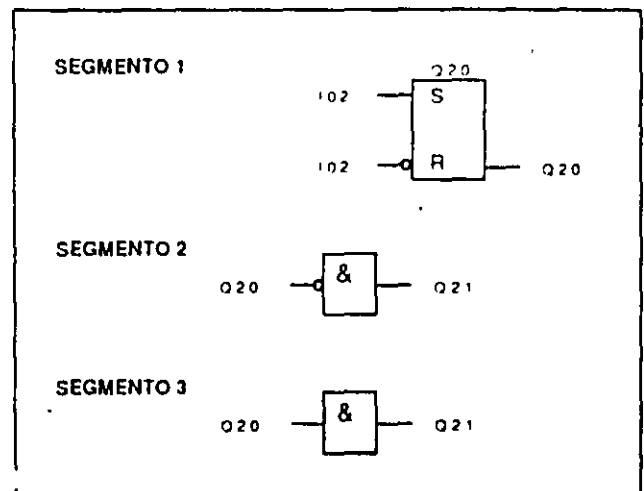 SEGMENTO 1
Q20
I02 S
I02 R Q20
SEGMENTO 2
Q20 & Q21
SEGMENTO 3
Q20 & Q21